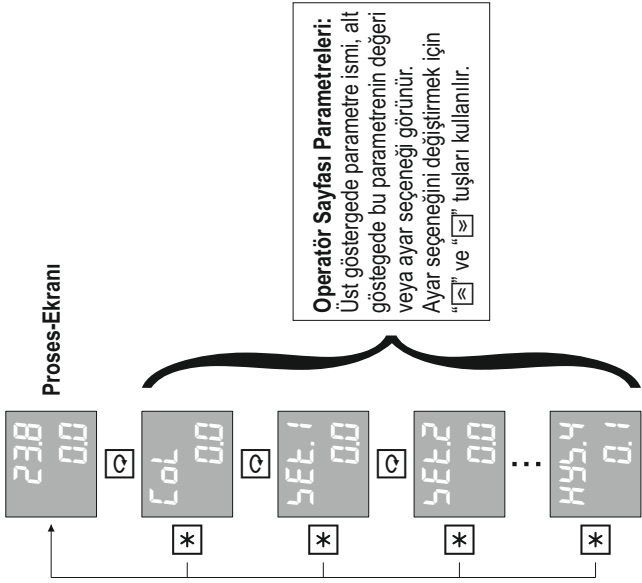 Proses-Ekranı
23.8
0.0
CoL
0.0
SEt.1
0.0
SEt.2
0.0
...
HYS.4
0.1
Operatör Sayfası Parametreleri:
Üst göstergede parametre ismi, alt
göstegede bu parametrenin değeri
veya ayar seçeneği görünür.
Ayar seçeneğini değiştirmek için
“ ” ve “ ” tuşları kullanılır.